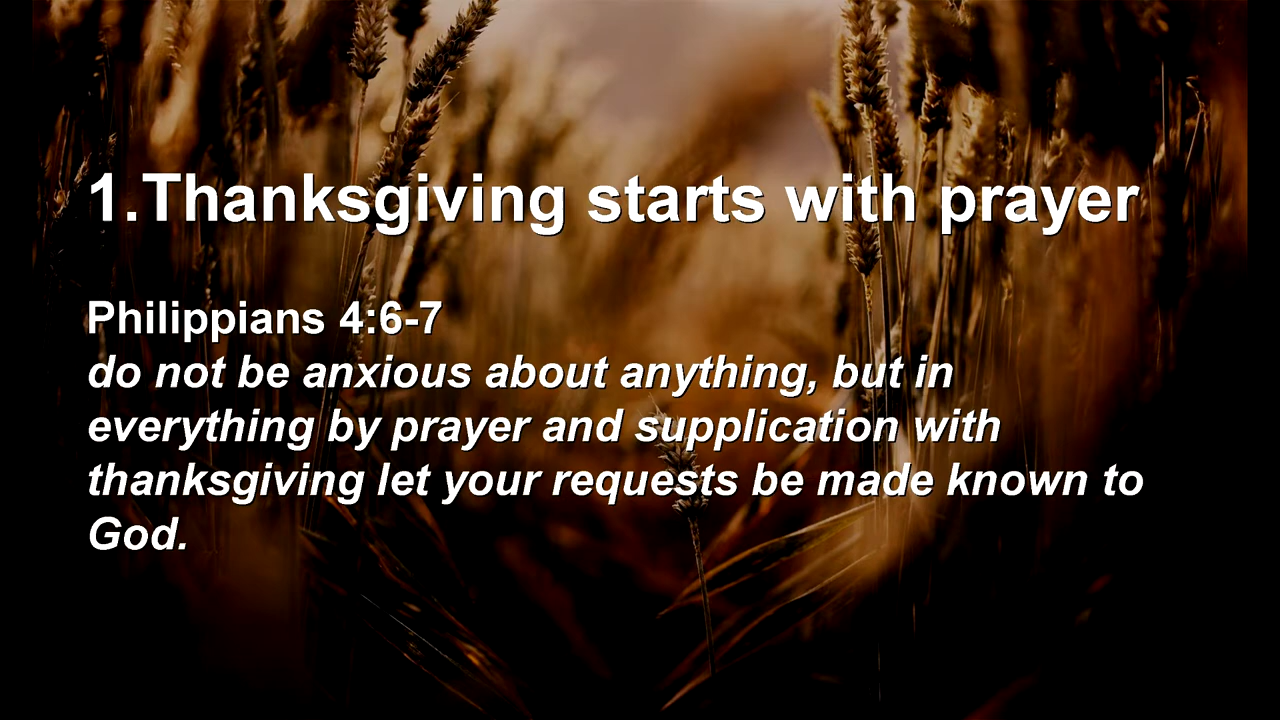 1.Thanksgiving starts with prayer
Philippians 4:6-7
do not be anxious about anything, but in
everything by prayer and supplication with
thanksgiving let your requests be made known to
God.